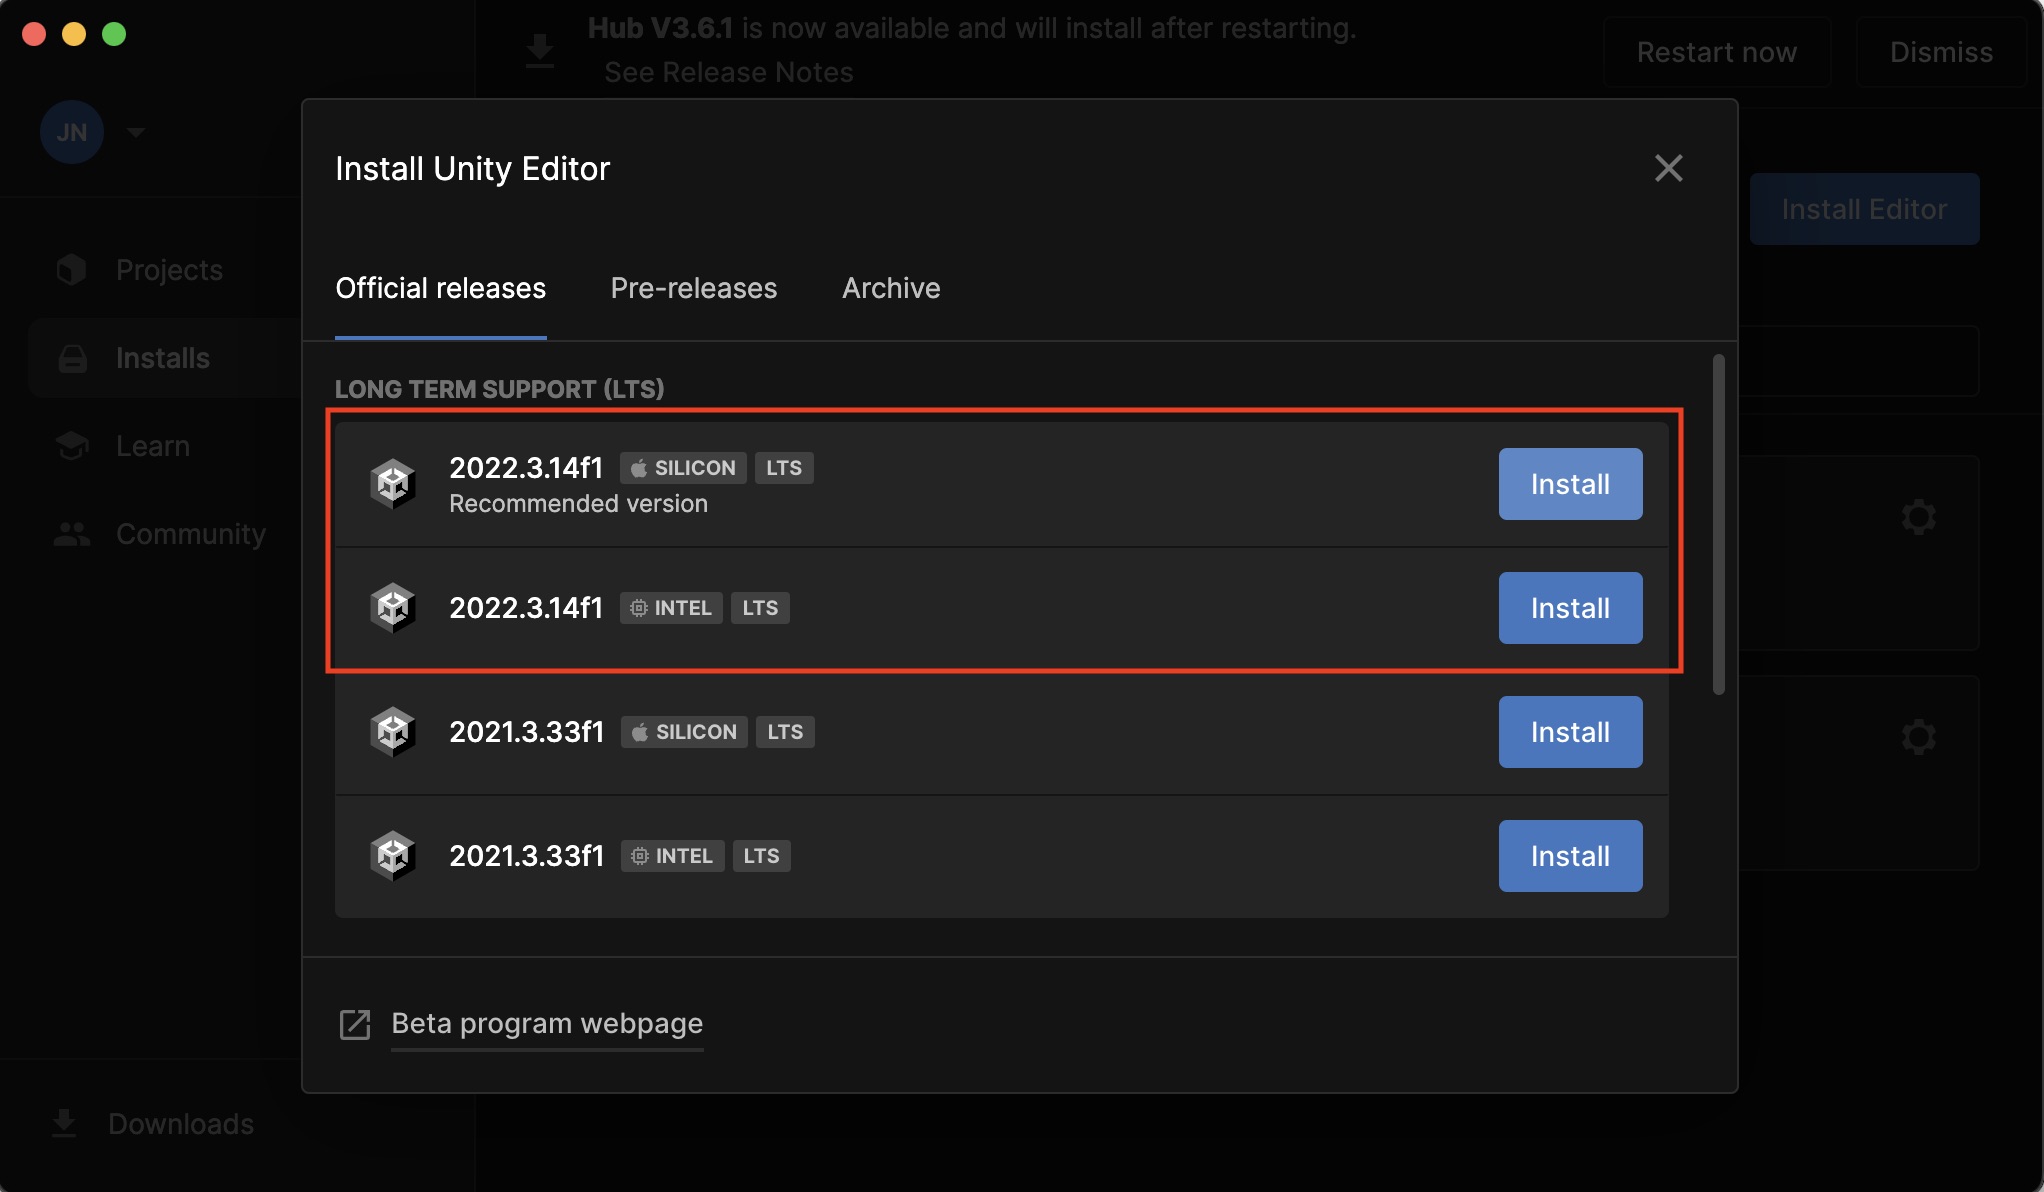 Hub V3.6.1 is now available and will install after restarting.
See Release Notes
Restart now
Dismiss
JN
Install Unity Editor
Install Editor
Projects
Installs
Learn
Community
Official releases
Pre-releases
Archive
LONG TERM SUPPORT (LTS)
2022.3.14f1 SILICON LTS
Recommended version
Install
2022.3.14f1 INTEL LTS
Install
2021.3.33f1 SILICON LTS
Install
2021.3.33f1 INTEL LTS
Install
Beta program webpage
Downloads